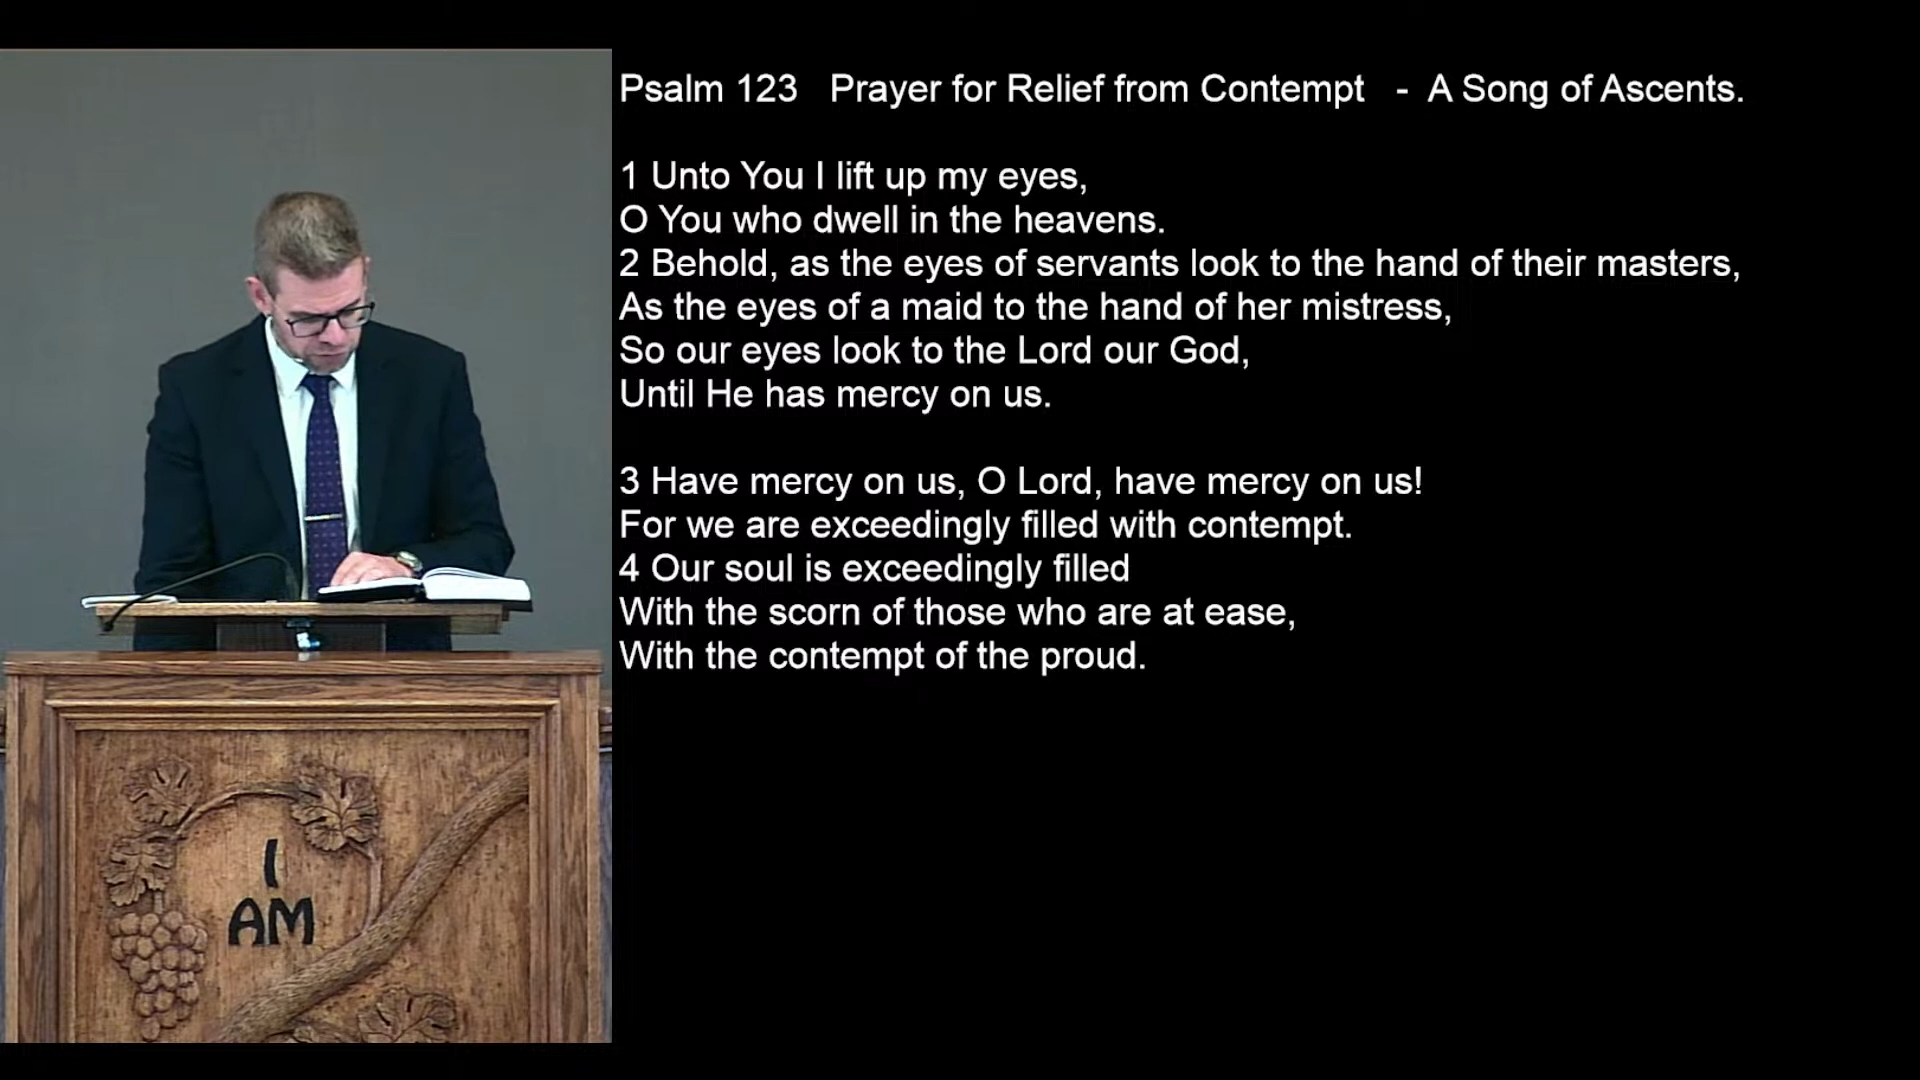 Psalm 123   Prayer for Relief from Contempt   -  A Song of Ascents.
1 Unto You I lift up my eyes,
O You who dwell in the heavens.
2 Behold, as the eyes of servants look to the hand of their masters,
As the eyes of a maid to the hand of her mistress,
So our eyes look to the Lord our God,
Until He has mercy on us.
3 Have mercy on us, O Lord, have mercy on us!
For we are exceedingly filled with contempt.
4 Our soul is exceedingly filled
With the scorn of those who are at ease,
With the contempt of the proud.
I
AM